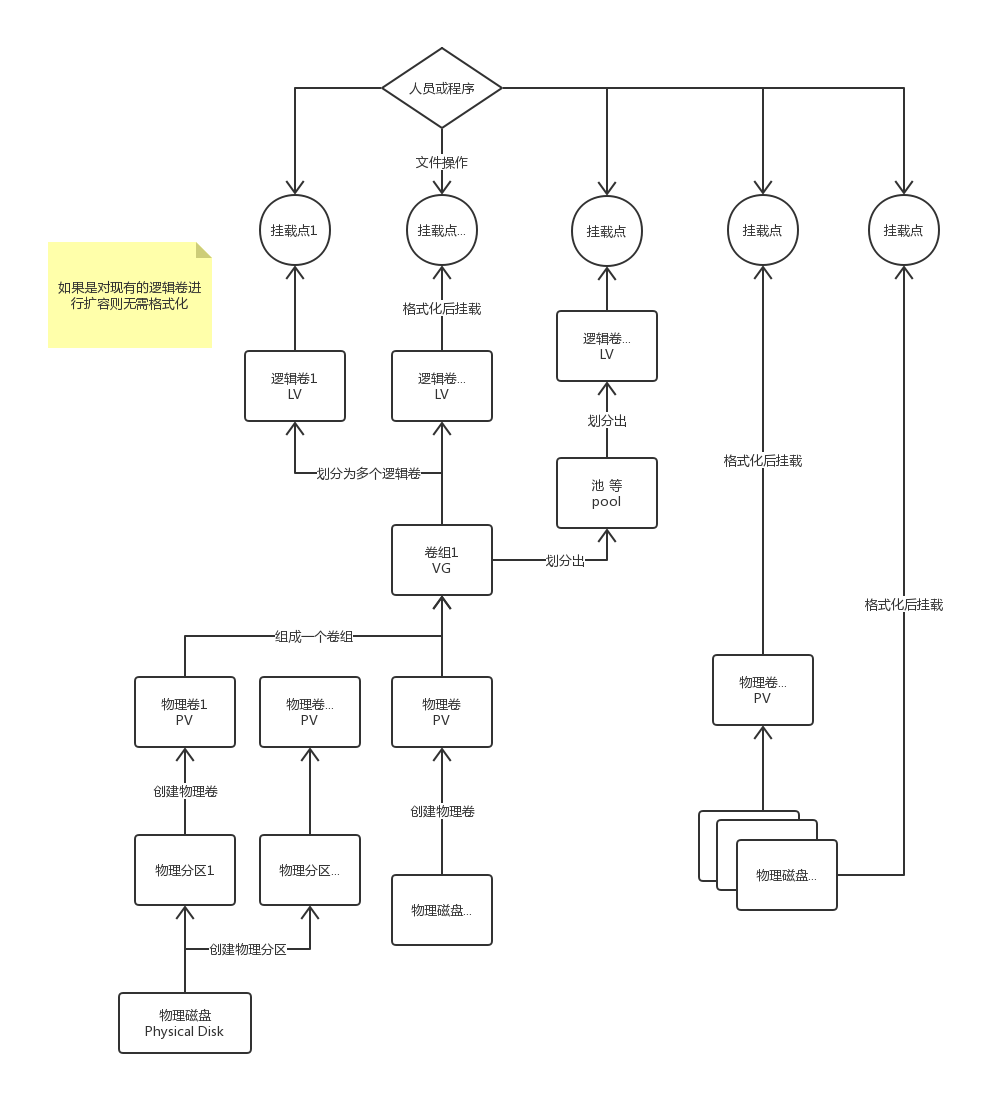 人员或程序
文件操作
挂载点1
挂载点...
挂载点
挂载点
挂载点
如果是对现有的逻辑卷进
行扩容则无需格式化
格式化后挂载
逻辑卷...
LV
逻辑卷1
LV
逻辑卷...
LV
划分出
格式化后挂载
划分为多个逻辑卷
池 等
pool
卷组1
VG
划分出
格式化后挂载
组成一个卷组
物理卷1
PV
物理卷...
PV
物理卷
PV
物理卷...
PV
创建物理卷
创建物理卷
物理分区1
物理分区...
物理磁盘...
物理磁盘...
创建物理分区
物理磁盘
Physical Disk